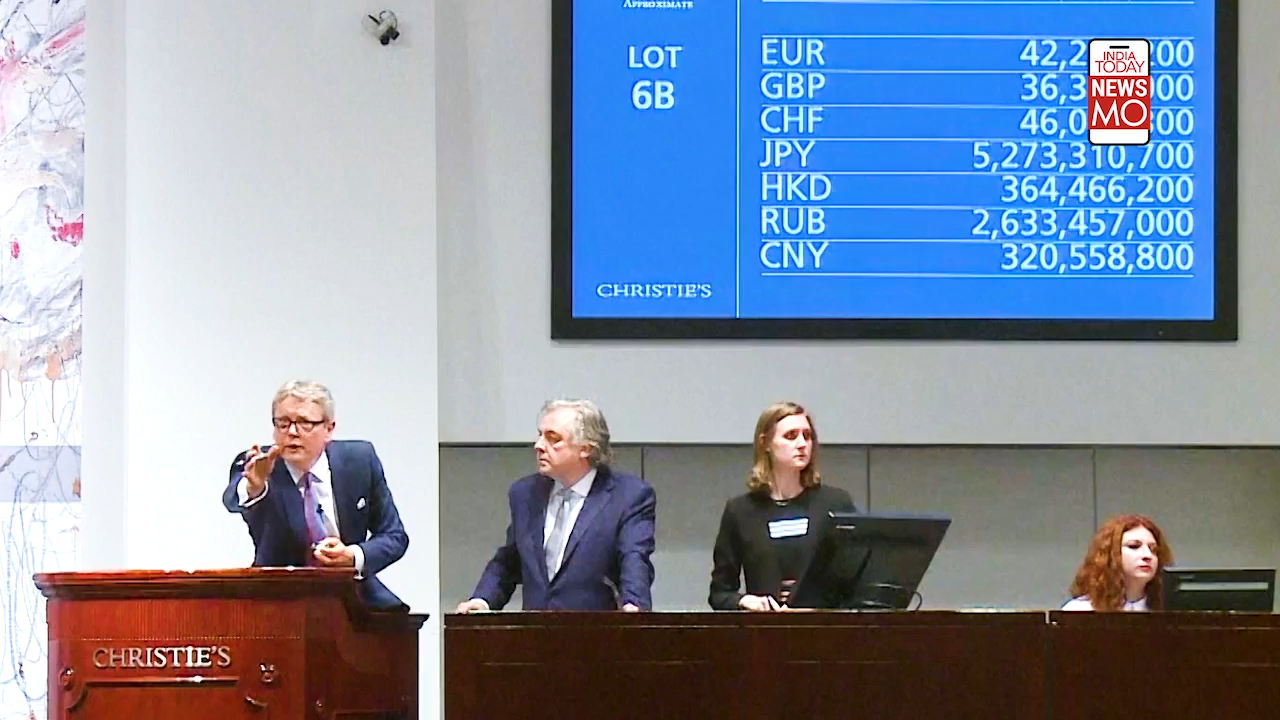 APPROXIMATE
LOT
6B
EUR
GBP
CHF
JPY 5,273,310,700
HKD 364,466,200
RUB 2,633,457,000
CNY 320,558,800
CHRISTIE'S
INDIA
TODAY
NEWS
MO
CHRISTIE'S